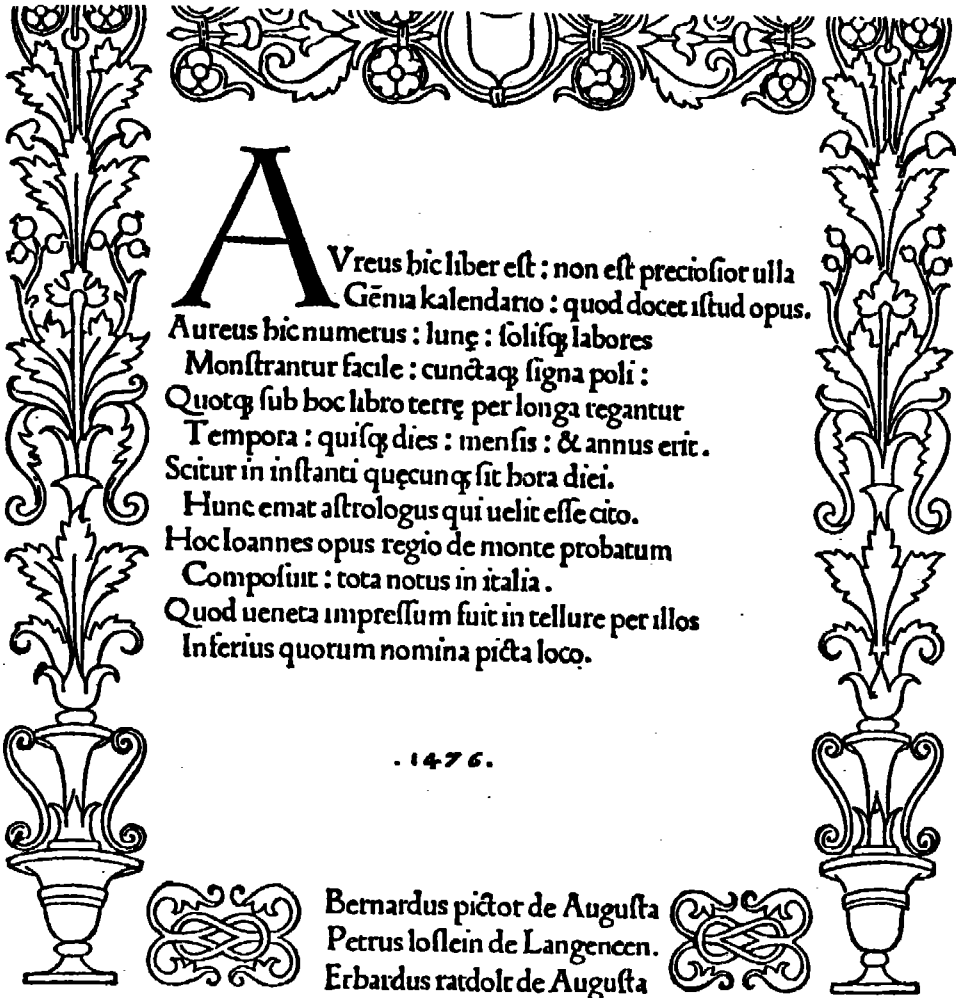 AVreus hic liber est : non est preciosior ulla
Gēma kalendario : quod docet istud opus.
Aureus hic numerus : lunę : solisq; labores
Monstrantur facile : cunctaq; signa poli :
Quotq; sub hoc libro terrę per longa regantur
Tempora : quisq; dies : mensis : & annus erit.
Scitur in instanti quęcunq; sit hora diei.
Hunc emat astrologus qui uelit esse cito.
Hoc Ioannes opus regio de monte probatum
Composuit : tota notus in italia.
Quod ueneta impressum fuit in tellure per illos
Inferius quorum nomina picta loco.
.1476.
Bernardus pictor de Augusta
Petrus loslein de Langencen.
Erhardus ratdolt de Augusta